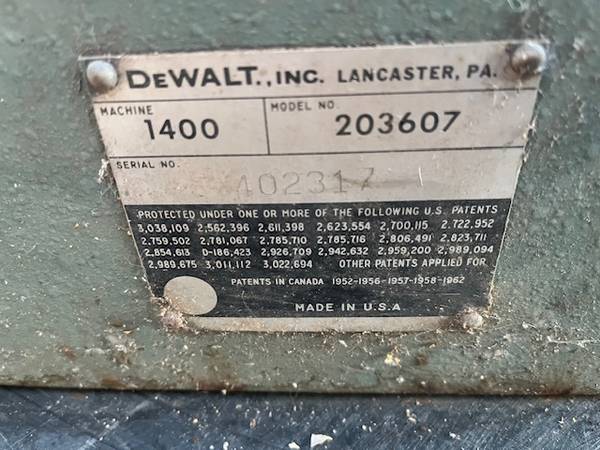 DEWALT., INC. LANCASTER, PA.
MACHINE
1400
MODEL NO.
203607
SERIAL NO.
402317
PROTECTED UNDER ONE OR MORE OF THE FOLLOWING U.S. PATENTS
3,038,109 2,562,396 2,611,398 2,623,554 2,700,115 2,722,952
2,759,502 2,781,067 2,785,710 2,785,716 2,806,491 2,823,711
2,854,613 D-186,423 2,926,709 2,942,632 2,959,200 2,989,094
2,989,675 3,011,112 3,022,694 OTHER PATENTS APPLIED FOR
PATENTS IN CANADA 1952-1956-1957-1958-1962
MADE IN U.S.A